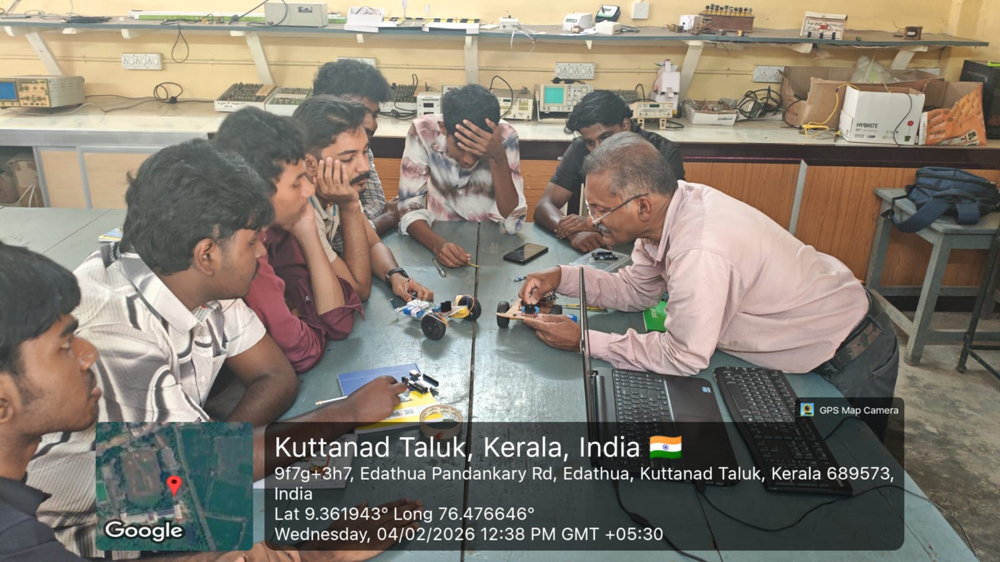 HYBRITE
GPS Map Camera
Kuttanad Taluk, Kerala, India
9f7g+3h7, Edathua Pandankary Rd, Edathua, Kuttanad Taluk, Kerala 689573,
India
Lat 9.361943° Long 76.476646°
Wednesday, 04/02/2026 12:38 PM GMT +05:30
Google